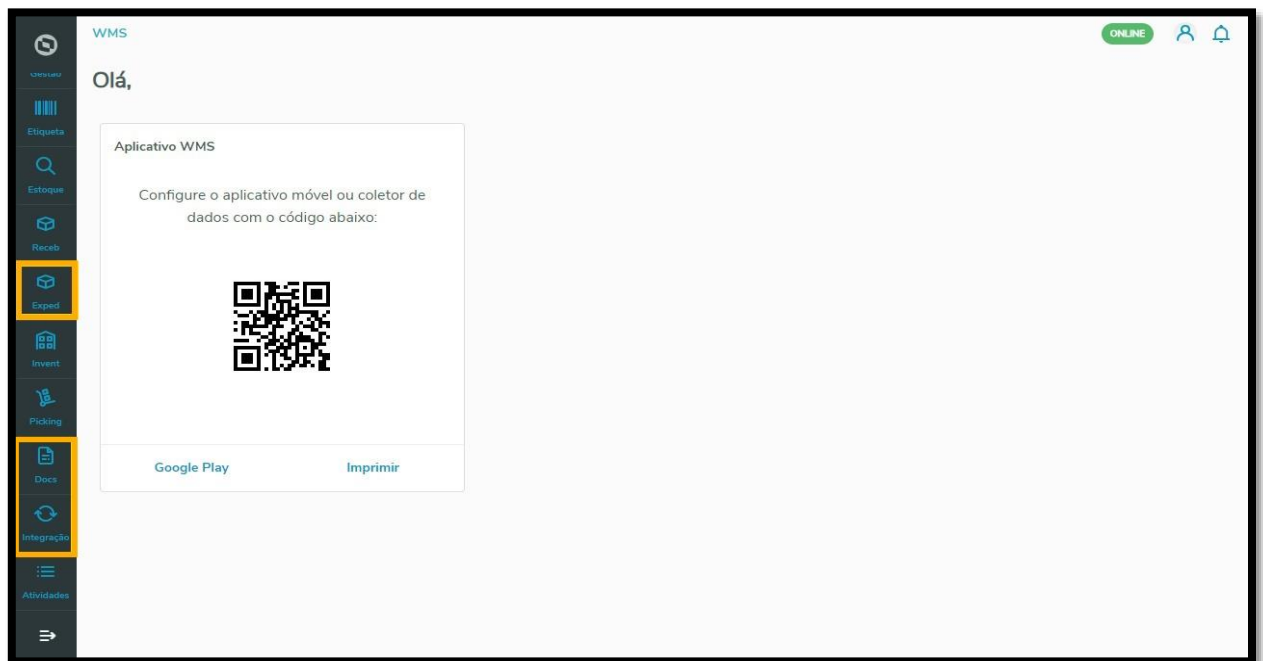 WMS
ONLINE
Olá,
Gestão
Etiqueta
Estoque
Receb
Exped
Invent
Picking
Docs
Integração
Atividades
Aplicativo WMS
Configure o aplicativo móvel ou coletor de
dados com o código abaixo:
Google Play
Imprimir